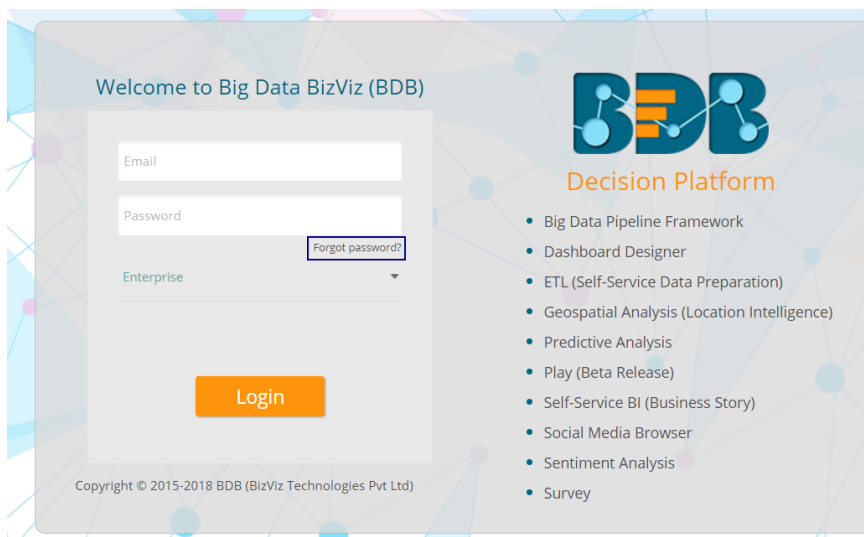 Welcome to Big Data BizViz (BDB)
Email
Password
Forgot password?
Enterprise
Login
Copyright © 2015-2018 BDB (BizViz Technologies Pvt Ltd)
BDB
Decision Platform
Big Data Pipeline Framework
Dashboard Designer
ETL (Self-Service Data Preparation)
Geospatial Analysis (Location Intelligence)
Predictive Analysis
Play (Beta Release)
Self-Service BI (Business Story)
Social Media Browser
Sentiment Analysis
Survey